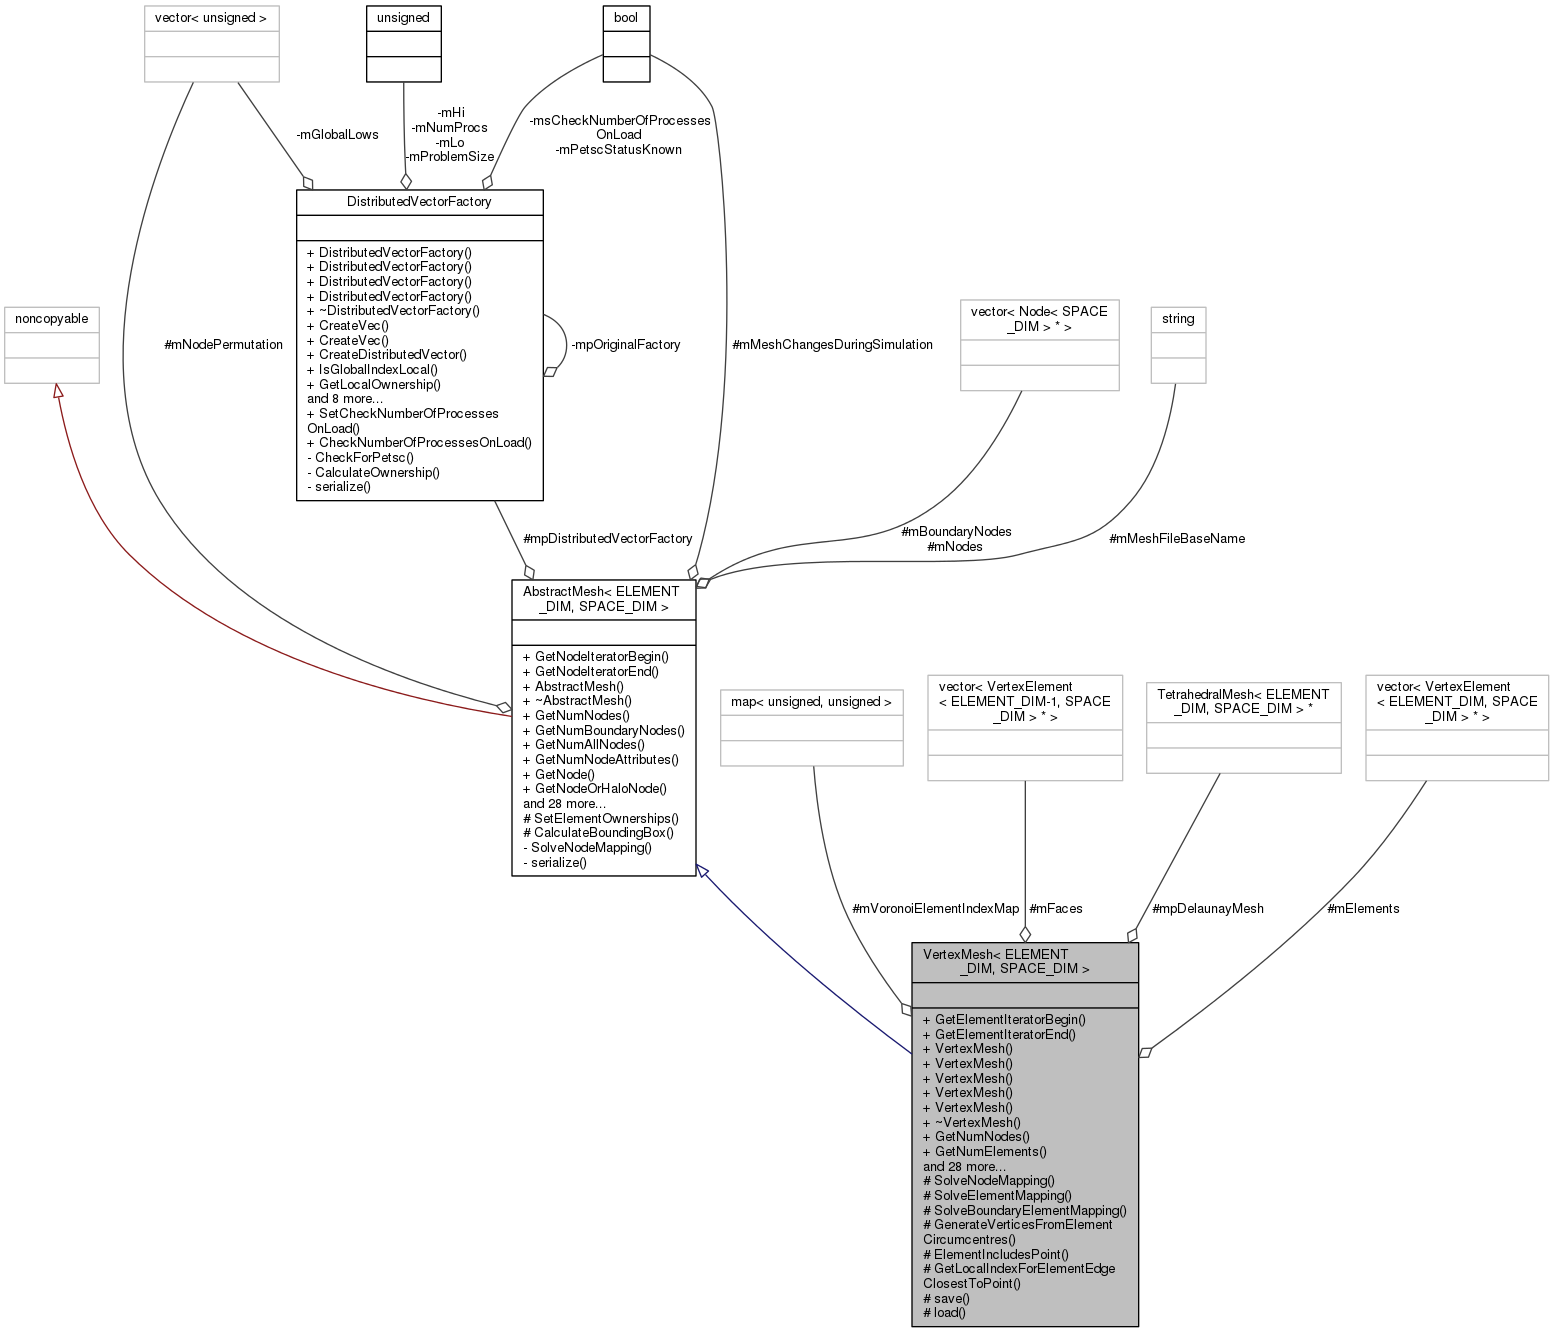 vector< unsigned >
unsigned
bool
-mGlobalLows
-mHi
-mNumProcs
-mLo
-mProblemSize
-msCheckNumberOfProcesses
OnLoad
-mPetscStatusKnown
DistributedVectorFactory
+ DistributedVectorFactory()
+ DistributedVectorFactory()
+ DistributedVectorFactory()
+ DistributedVectorFactory()
+ ~DistributedVectorFactory()
+ CreateVec()
+ CreateVec()
+ CreateDistributedVector()
+ IsGlobalIndexLocal()
+ GetLocalOwnership()
and 8 more...
+ SetCheckNumberOfProcesses
OnLoad()
+ CheckNumberOfProcessesOnLoad()
- CheckForPetsc()
- CalculateOwnership()
- serialize()
noncopyable
#mNodePermutation
-mpOriginalFactory
#mMeshChangesDuringSimulation
vector< Node< SPACE
_DIM > * >
string
#mpDistributedVectorFactory
#mBoundaryNodes
#mNodes
#mMeshFileBaseName
AbstractMesh< ELEMENT
_DIM, SPACE_DIM >
+ GetNodeIteratorBegin()
+ GetNodeIteratorEnd()
+ AbstractMesh()
+ ~AbstractMesh()
+ GetNumNodes()
+ GetNumBoundaryNodes()
+ GetNumAllNodes()
+ GetNumNodeAttributes()
+ GetNode()
+ GetNodeOrHaloNode()
and 28 more...
# SetElementOwnerships()
# CalculateBoundingBox()
- SolveNodeMapping()
- serialize()
map< unsigned, unsigned >
vector< VertexElement
< ELEMENT_DIM-1, SPACE
_DIM > * >
TetrahedralMesh< ELEMENT
_DIM, SPACE_DIM > *
vector< VertexElement
< ELEMENT_DIM, SPACE
_DIM > * >
#mVoronoiElementIndexMap
#mFaces
#mpDelaunayMesh
#mElements
VertexMesh< ELEMENT
_DIM, SPACE_DIM >
+ GetElementIteratorBegin()
+ GetElementIteratorEnd()
+ VertexMesh()
+ VertexMesh()
+ VertexMesh()
+ VertexMesh()
+ VertexMesh()
+ ~VertexMesh()
+ GetNumNodes()
+ GetNumElements()
and 28 more...
# SolveNodeMapping()
# SolveElementMapping()
# SolveBoundaryElementMapping()
# GenerateVerticesFromElement
Circumcentres()
# ElementIncludesPoint()
# GetLocalIndexForElementEdge
ClosestToPoint()
# save()
# load()